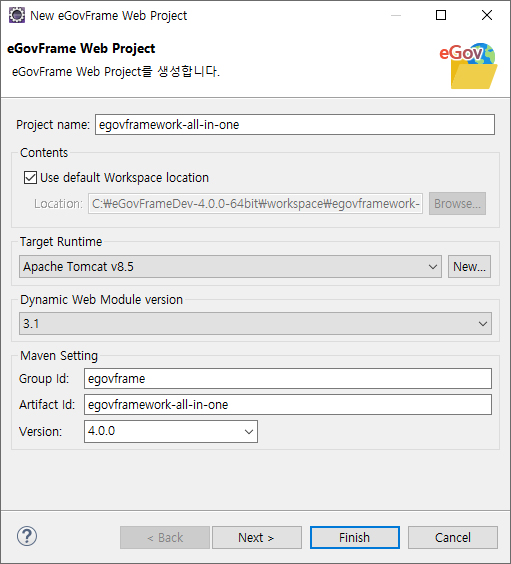 New eGovFrame Web Project
eGovFrame Web Project
eGovFrame Web Project를 생성합니다.
eGov
Project name: egovframework-all-in-one
Contents
Use default Workspace location
Location: C:₩eGovFrameDev-4.0.0-64bit₩workspace₩egovframework- Browse...
Target Runtime
Apache Tomcat v8.5 New...
Dynamic Web Module version
3.1
Maven Setting
Group Id: egovframe
Artifact Id: egovframework-all-in-one
Version: 4.0.0
? < Back Next > Finish Cancel